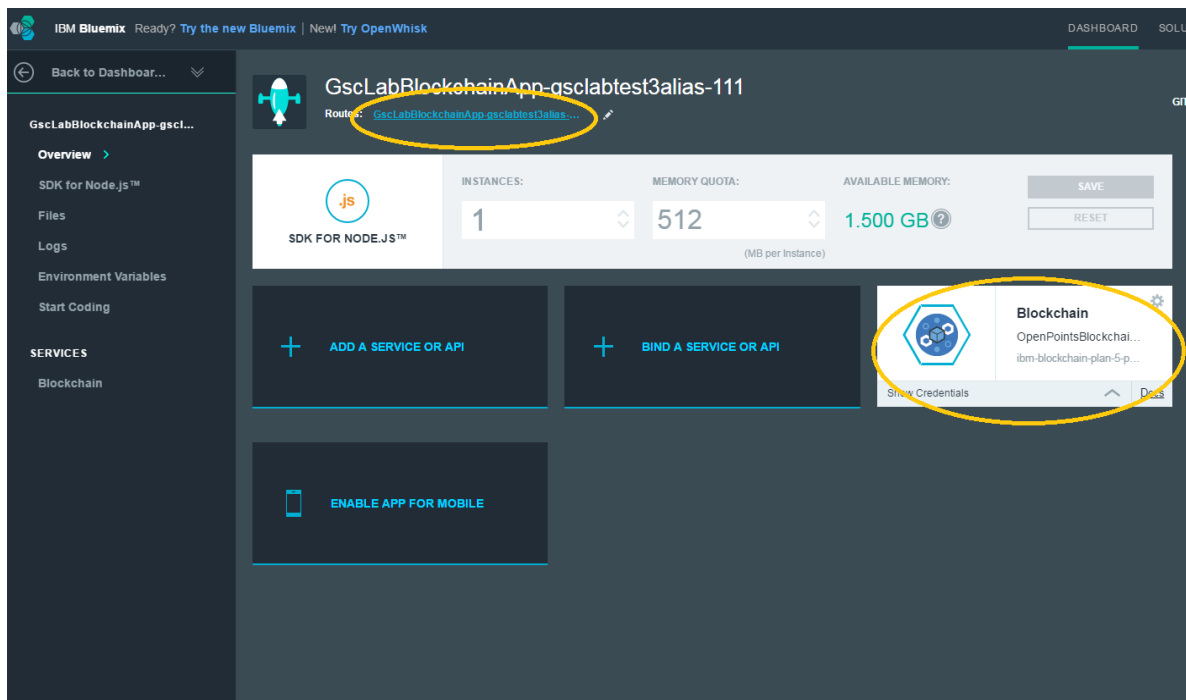 IBM Bluemix Ready? Try the new Bluemix | New! Try OpenWhisk
DASHBOARD SOLU
Back to Dashboar...
GscLabBlockchainApp-gscl...
Overview >
SDK for Node.js™
Files
Logs
Environment Variables
Start Coding
SERVICES
Blockchain
GscLabBlockchainApp-gsclabtest3alias-111
Routes: GscLabBlockchainApp-gsclabtest3alias-...
GIT
.js
SDK FOR NODE.JS™
INSTANCES:
1
MEMORY QUOTA:
512
(MB per Instance)
AVAILABLE MEMORY:
1.500 GB ?
SAVE
RESET
+ ADD A SERVICE OR API
+ BIND A SERVICE OR API
Blockchain
OpenPointsBlockchai...
ibm-blockchain-plan-5-p...
Show Credentials
Docs
ENABLE APP FOR MOBILE